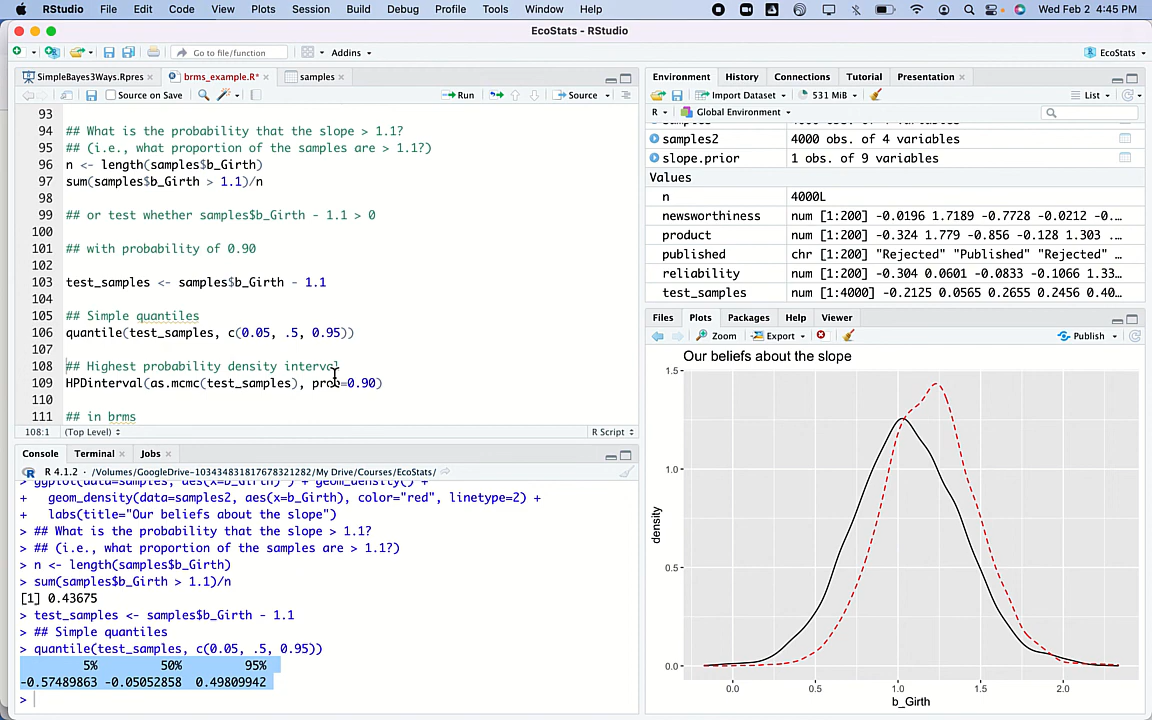 RStudio File Edit Code View Plots Session Build Debug Profile Tools Window Help Wed Feb 2 4:45 PM
EcoStats - RStudio
Go to file/function Addins EcoStats
SimpleBayes3Ways.Rpres brms_example.R* samples
Source on Save Run Source
93
94 ## What is the probability that the slope > 1.1?
95 ## (i.e., what proportion of the samples are > 1.1?)
96 n <- length(samples$b_Girth)
97 sum(samples$b_Girth > 1.1)/n
98
99 ## or test whether samples$b_Girth - 1.1 > 0
100
101 ## with probability of 0.90
102
103 test_samples <- samples$b_Girth - 1.1
104
105 ## Simple quantiles
106 quantile(test_samples, c(0.05, .5, 0.95))
107
108 ## Highest probability density interval
109 HPDinterval(as.mcmc(test_samples), prob=0.90)
110
111 ## in brms
108:1 (Top Level) R Script
Console Terminal Jobs
R 4.1.2 · /Volumes/GoogleDrive-103434831817678321282/My Drive/Courses/EcoStats/
> ggplot(data=samples, aes(x=b_Girth) ) + geom_density() +
+ geom_density(data=samples2, aes(x=b_Girth), color="red", linetype=2) +
+ labs(title="Our beliefs about the slope")
> ## What is the probability that the slope > 1.1?
> ## (i.e., what proportion of the samples are > 1.1?)
> n <- length(samples$b_Girth)
> sum(samples$b_Girth > 1.1)/n
[1] 0.43675
> test_samples <- samples$b_Girth - 1.1
> ## Simple quantiles
> quantile(test_samples, c(0.05, .5, 0.95))
5% 50% 95%
-0.57489863 -0.05052858 0.49809942
>
Environment History Connections Tutorial Presentation
Import Dataset 531 MiB List
R Global Environment
samples2 4000 obs. of 4 variables
slope.prior 1 obs. of 9 variables
Values
n 4000L
newsworthiness num [1:200] -0.0196 1.7189 -0.7728 -0.0212 -0.…
product num [1:200] -0.324 1.779 -0.856 -0.128 1.303 .…
published chr [1:200] "Rejected" "Published" "Rejected" …
reliability num [1:200] -0.304 0.0601 -0.0833 -0.1066 1.33…
test_samples num [1:4000] -0.2125 0.0565 0.2655 0.2456 0.40…
Files Plots Packages Help Viewer
Zoom Export Publish
Our beliefs about the slope
1.5
1.0
0.5
0.0
density
0.0 0.5 1.0 1.5 2.0
b_Girth